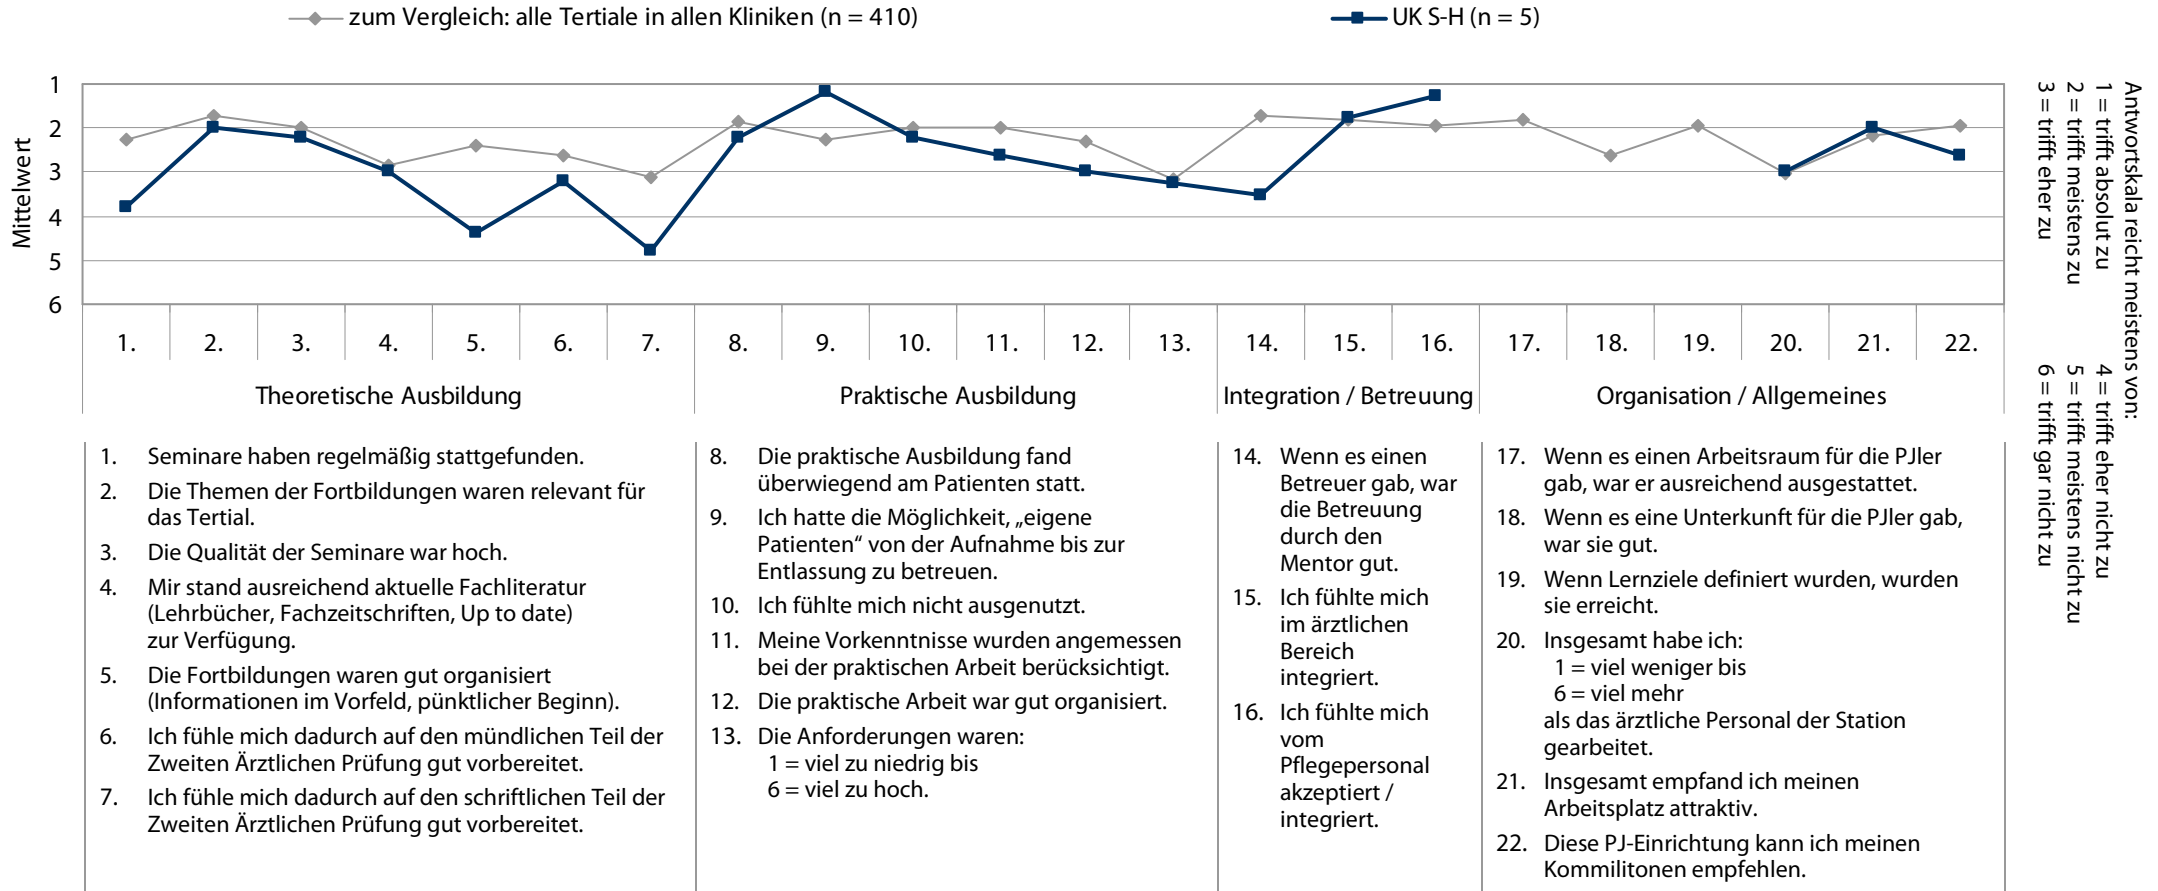 zum Vergleich: alle Tertiale in allen Kliniken (n = 410)
UK S-H (n = 5)
Mittelwert
1
2
3
4
5
6
1. 2. 3. 4. 5. 6. 7. 8. 9. 10. 11. 12. 13. 14. 15. 16. 17. 18. 19. 20. 21. 22.
Theoretische Ausbildung
Praktische Ausbildung
Integration / Betreuung
Organisation / Allgemeines
1. Seminare haben regelmäßig stattgefunden.
2. Die Themen der Fortbildungen waren relevant für
das Tertial.
3. Die Qualität der Seminare war hoch.
4. Mir stand ausreichend aktuelle Fachliteratur
(Lehrbücher, Fachzeitschriften, Up to date)
zur Verfügung.
5. Die Fortbildungen waren gut organisiert
(Informationen im Vorfeld, pünktlicher Beginn).
6. Ich fühle mich dadurch auf den mündlichen Teil der
Zweiten Ärztlichen Prüfung gut vorbereitet.
7. Ich fühle mich dadurch auf den schriftlichen Teil der
Zweiten Ärztlichen Prüfung gut vorbereitet.
8. Die praktische Ausbildung fand
überwiegend am Patienten statt.
9. Ich hatte die Möglichkeit, „eigene
Patienten“ von der Aufnahme bis zur
Entlassung zu betreuen.
10. Ich fühlte mich nicht ausgenutzt.
11. Meine Vorkenntnisse wurden angemessen
bei der praktischen Arbeit berücksichtigt.
12. Die praktische Arbeit war gut organisiert.
13. Die Anforderungen waren:
1 = viel zu niedrig bis
6 = viel zu hoch.
14. Wenn es einen
Betreuer gab, war
die Betreuung
durch den
Mentor gut.
15. Ich fühlte mich
im ärztlichen
Bereich
integriert.
16. Ich fühlte mich
vom
Pflegepersonal
akzeptiert /
integriert.
17. Wenn es einen Arbeitsraum für die PJler
gab, war er ausreichend ausgestattet.
18. Wenn es eine Unterkunft für die PJler gab,
war sie gut.
19. Wenn Lernziele definiert wurden, wurden
sie erreicht.
20. Insgesamt habe ich:
1 = viel weniger bis
6 = viel mehr
als das ärztliche Personal der Station
gearbeitet.
21. Insgesamt empfand ich meinen
Arbeitsplatz attraktiv.
22. Diese PJ-Einrichtung kann ich meinen
Kommilitonen empfehlen.
Antwortskala reicht meistens von:
1 = trifft absolut zu
2 = trifft meistens zu
3 = trifft eher zu
4 = trifft eher nicht zu
5 = trifft meistens nicht zu
6 = trifft gar nicht zu